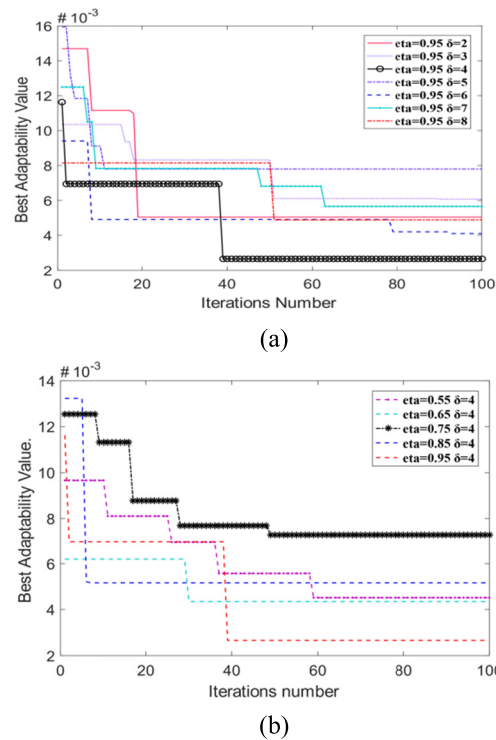 # 10^-3
16
14
12
10
8
6
4
2
Best Adaptability Value
eta=0.95 δ=2
eta=0.95 δ=3
eta=0.95 δ=4
eta=0.95 δ=5
eta=0.95 δ=6
eta=0.95 δ=7
eta=0.95 δ=8
0 20 40 60 80 100
Iterions Number
(a)
# 10^-3
14
12
10
8
6
4
2
Best Adaptability Value.
eta=0.55 δ=4
eta=0.65 δ=4
eta=0.75 δ=4
eta=0.85 δ=4
eta=0.95 δ=4
0 20 40 60 80 100
Iterions number
(b)